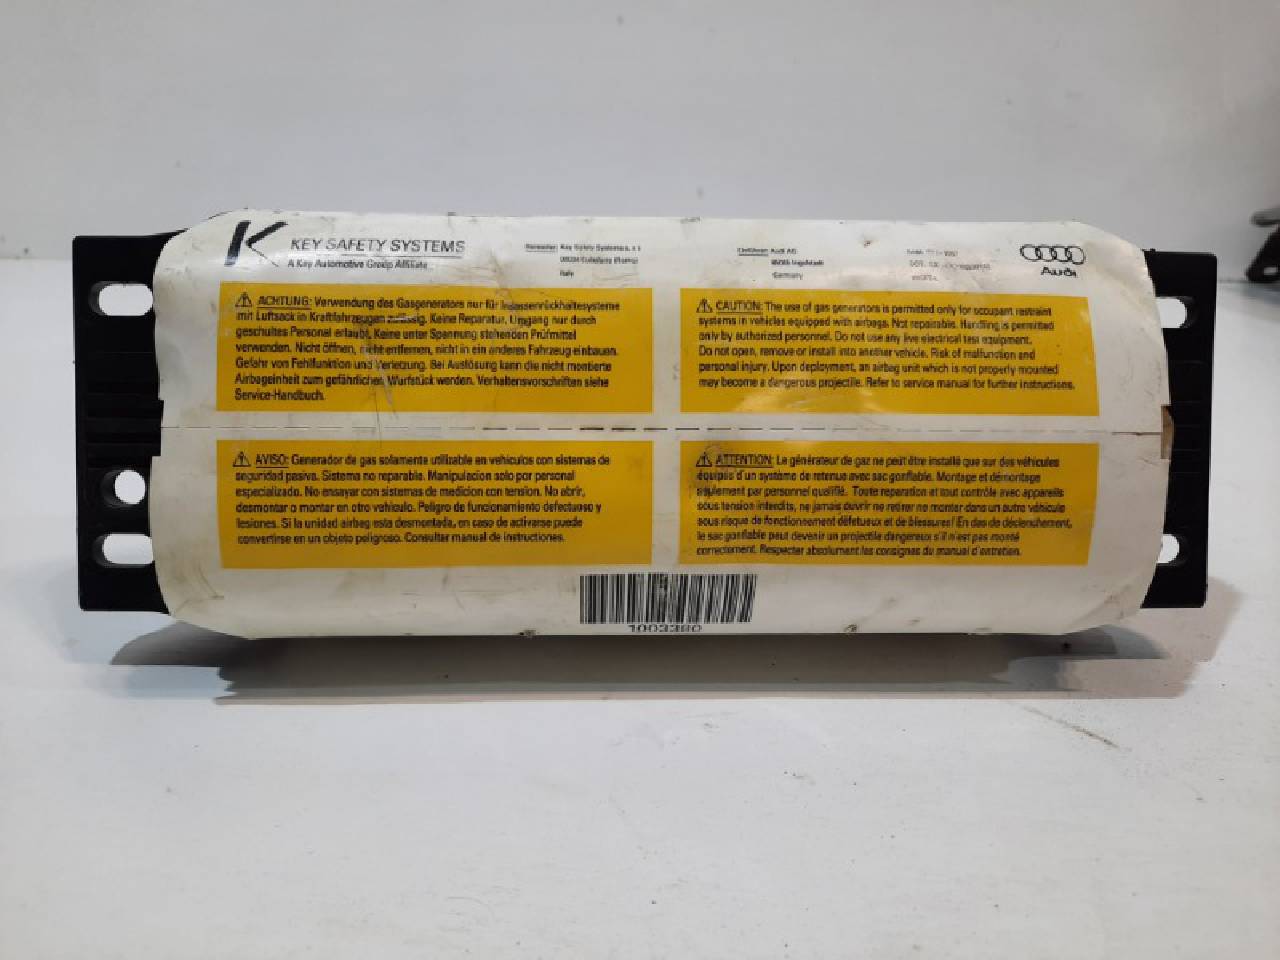 K KEY SAFETY SYSTEMS
A Key Automotive Group Affiliate
Hersteller: Key Safety Systems
Italy
Einführer: Audi AG
85055 Ingolstadt
Germany
Audi
ACHTUNG: Verwendung des Gasgenerators nur für Insassenrückhaltesysteme
mit Luftsack in Kraftfahrzeugen zulässig. Keine Reparatur, Umgang nur durch
geschultes Personal erlaubt. Keine unter Spannung stehenden Prüfmittel
verwenden. Nicht öffnen, nicht entfernen, nicht in ein anderes Fahrzeug einbauen.
Gefahr von Fehlfunktion und Verletzung. Bei Auslösung kann die nicht montierte
Airbageinheit zum gefährlichen Wurfstück werden. Verhaltensvorschriften siehe
Service-Handbuch.
CAUTION: The use of gas generators is permitted only for occupant restraint
systems in vehicles equipped with airbags. Not repairable. Handling is permitted
only by authorized personnel. Do not use any live electrical test equipment.
Do not open, remove or install into another vehicle. Risk of malfunction and
personal injury. Upon deployment, an airbag unit which is not properly mounted
may become a dangerous projectile. Refer to service manual for further instructions.
AVISO: Generador de gas solamente utilizable en vehiculos con sistemas de
seguridad pasiva. Sistema no reparable. Manipulacion solo por personal
especializado. No ensayar con sistemas de medicion con tension. No abrir,
desmontar o montar en otro vehiculo. Peligro de funcionamiento defectuoso y
lesiones. Si la unidad airbag esta desmontada, en caso de activarse puede
convertirse en un objeto peligroso. Consultar manual de instrucciones.
ATTENTION: Le générateur de gaz ne peut être installé que sur des véhicules
équipés d'un système de retenue avec sac gonflable. Montage et démontage
seulement par personnel qualifié. Toute reparation et tout contrôle avec appareils
sous tension interdits, ne jamais ouvrir ne retirer ne monter dans un autre véhicule
sous risque de fonctionnement défetueux et de blessures! En das de déclenchement,
le sac gonflable peut devenir un projectile dangereux s'il n'est pas monté
correctement. Respecter absolument les consignes du manual d'entretien.
1003380